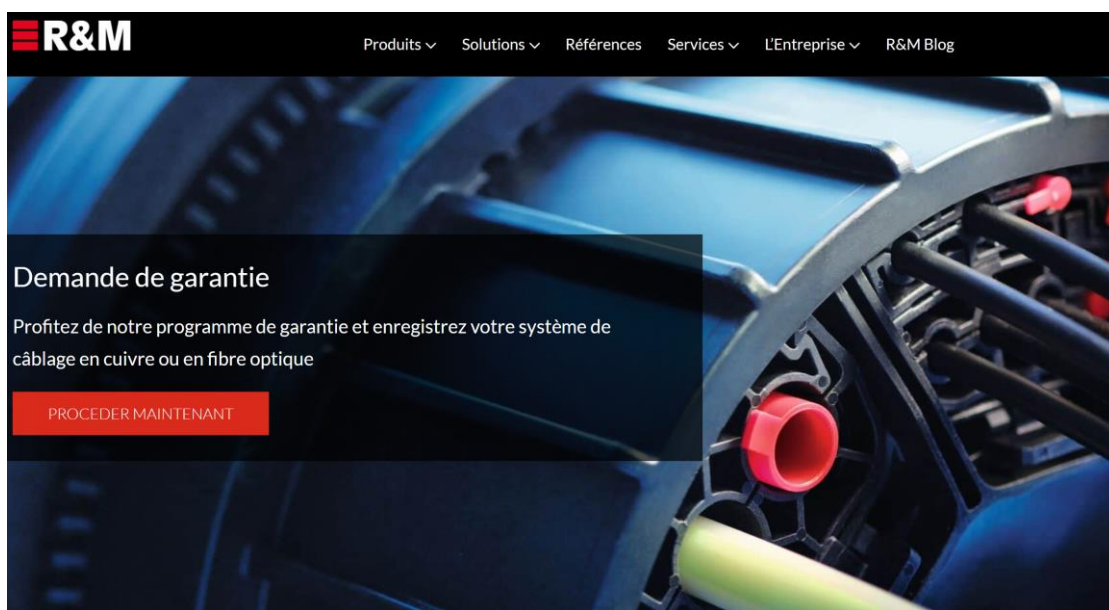 R&M
Produits Solutions Références Services L'Entreprise R&M Blog
Demande de garantie
Profitez de notre programme de garantie et enregistrez votre système de
câblage en cuivre ou en fibre optique
PROCEDER MAINTENANT